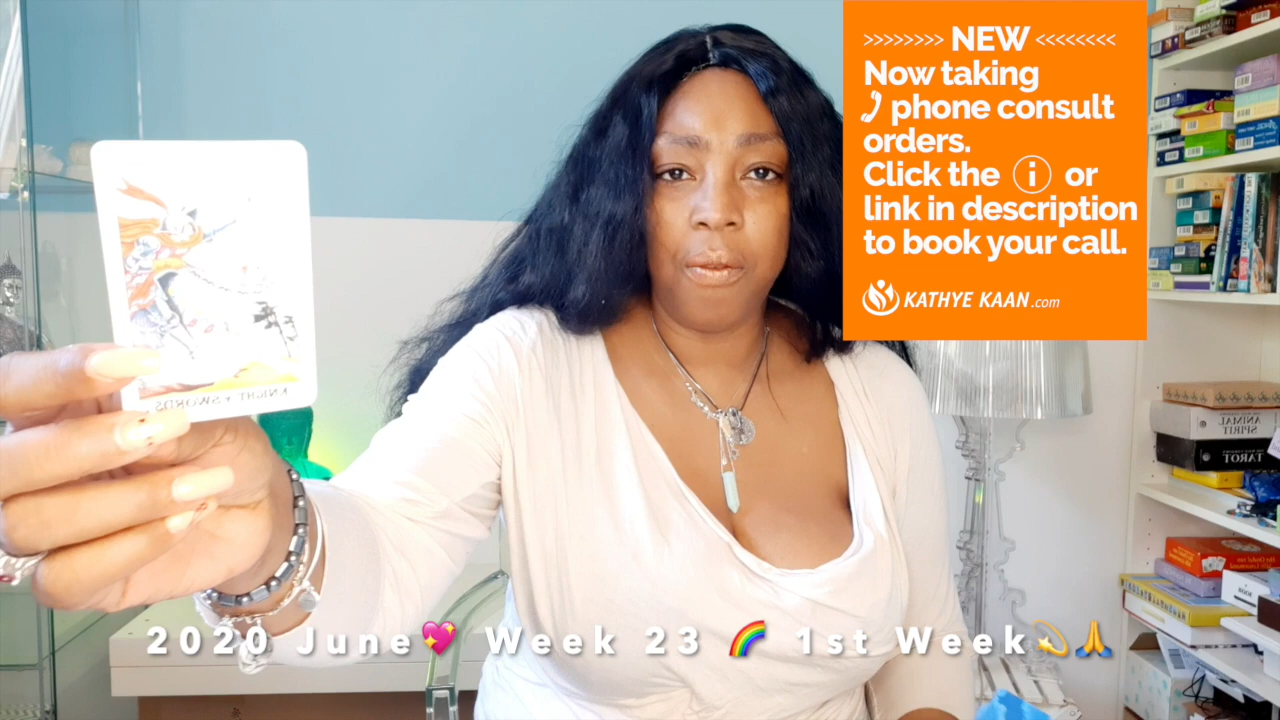 >>>>>>>> NEW <<<<<<<<
Now taking
phone consult
orders.
Click the ⓘ or
link in description
to book your call.
KATHYE KAAN.com
KNIGHT of SWORDS
ANIMAL
SPIRIT
TAROT
2020 June💖 Week 23 🌈 1st Week💫🙏